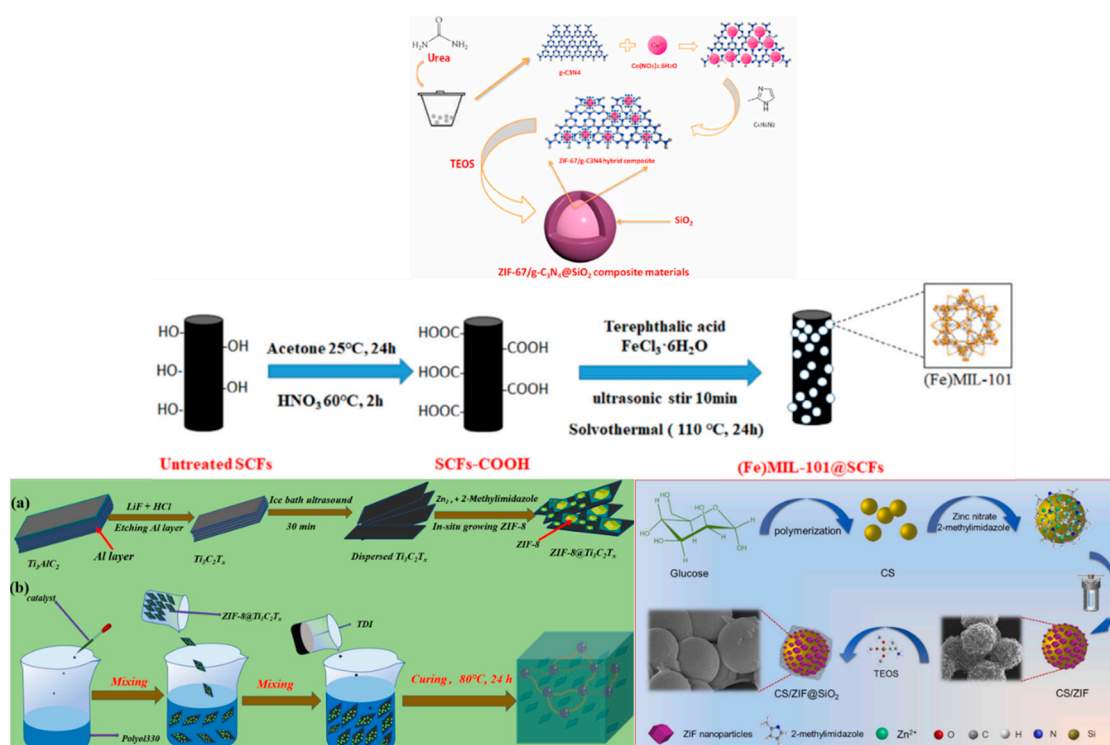 H₂N
NH₂
Urea
g-C3N4
Co(NO₃)₂.6H₂O
N
H
TEOS
ZIF-67/g-C3N4 hybrid composite
SiO₂
ZIF-67/g-C₃N₄@SiO₂ composite materials
HO
HO
HO
OH
OH
Acetone 25°C, 24h
HNO₃ 60°C, 2h
HOOC
HOOC
HOOC
COOH
COOH
Terephthalic acid
FeCl₃·6H₂O
ultrasonic stir 10min
Solvothermal ( 110 °C, 24h)
(Fe)MIL-101
Untreated SCFs
SCFs-COOH
(Fe)MIL-101@SCFs
(a)
LiF + HCl
Etching Al layer
Al layer
Ti₃AlC₂
Ti₃C₂Tₓ
Ice bath ultrasound
30 min
Dispersed Ti₃C₂Tₓ
2-Methylimidazole
In-situ growing ZIF-8
ZIF-8
ZIF-8@Ti₃C₂Tₓ
(b)
catalyst
ZIF-8@Ti₃C₂Tₓ
TDI
Mixing
Mixing
Curing, 80°C, 24 h
Polyol330
HO
OH
Glucose
polymerization
CS
Zinc nitrate
2-methylimidazole
CS/ZIF@SiO₂
TEOS
CS/ZIF
ZIF nanoparticles
2-methylimidazole
Zn²⁺
O
C
H
N
Si